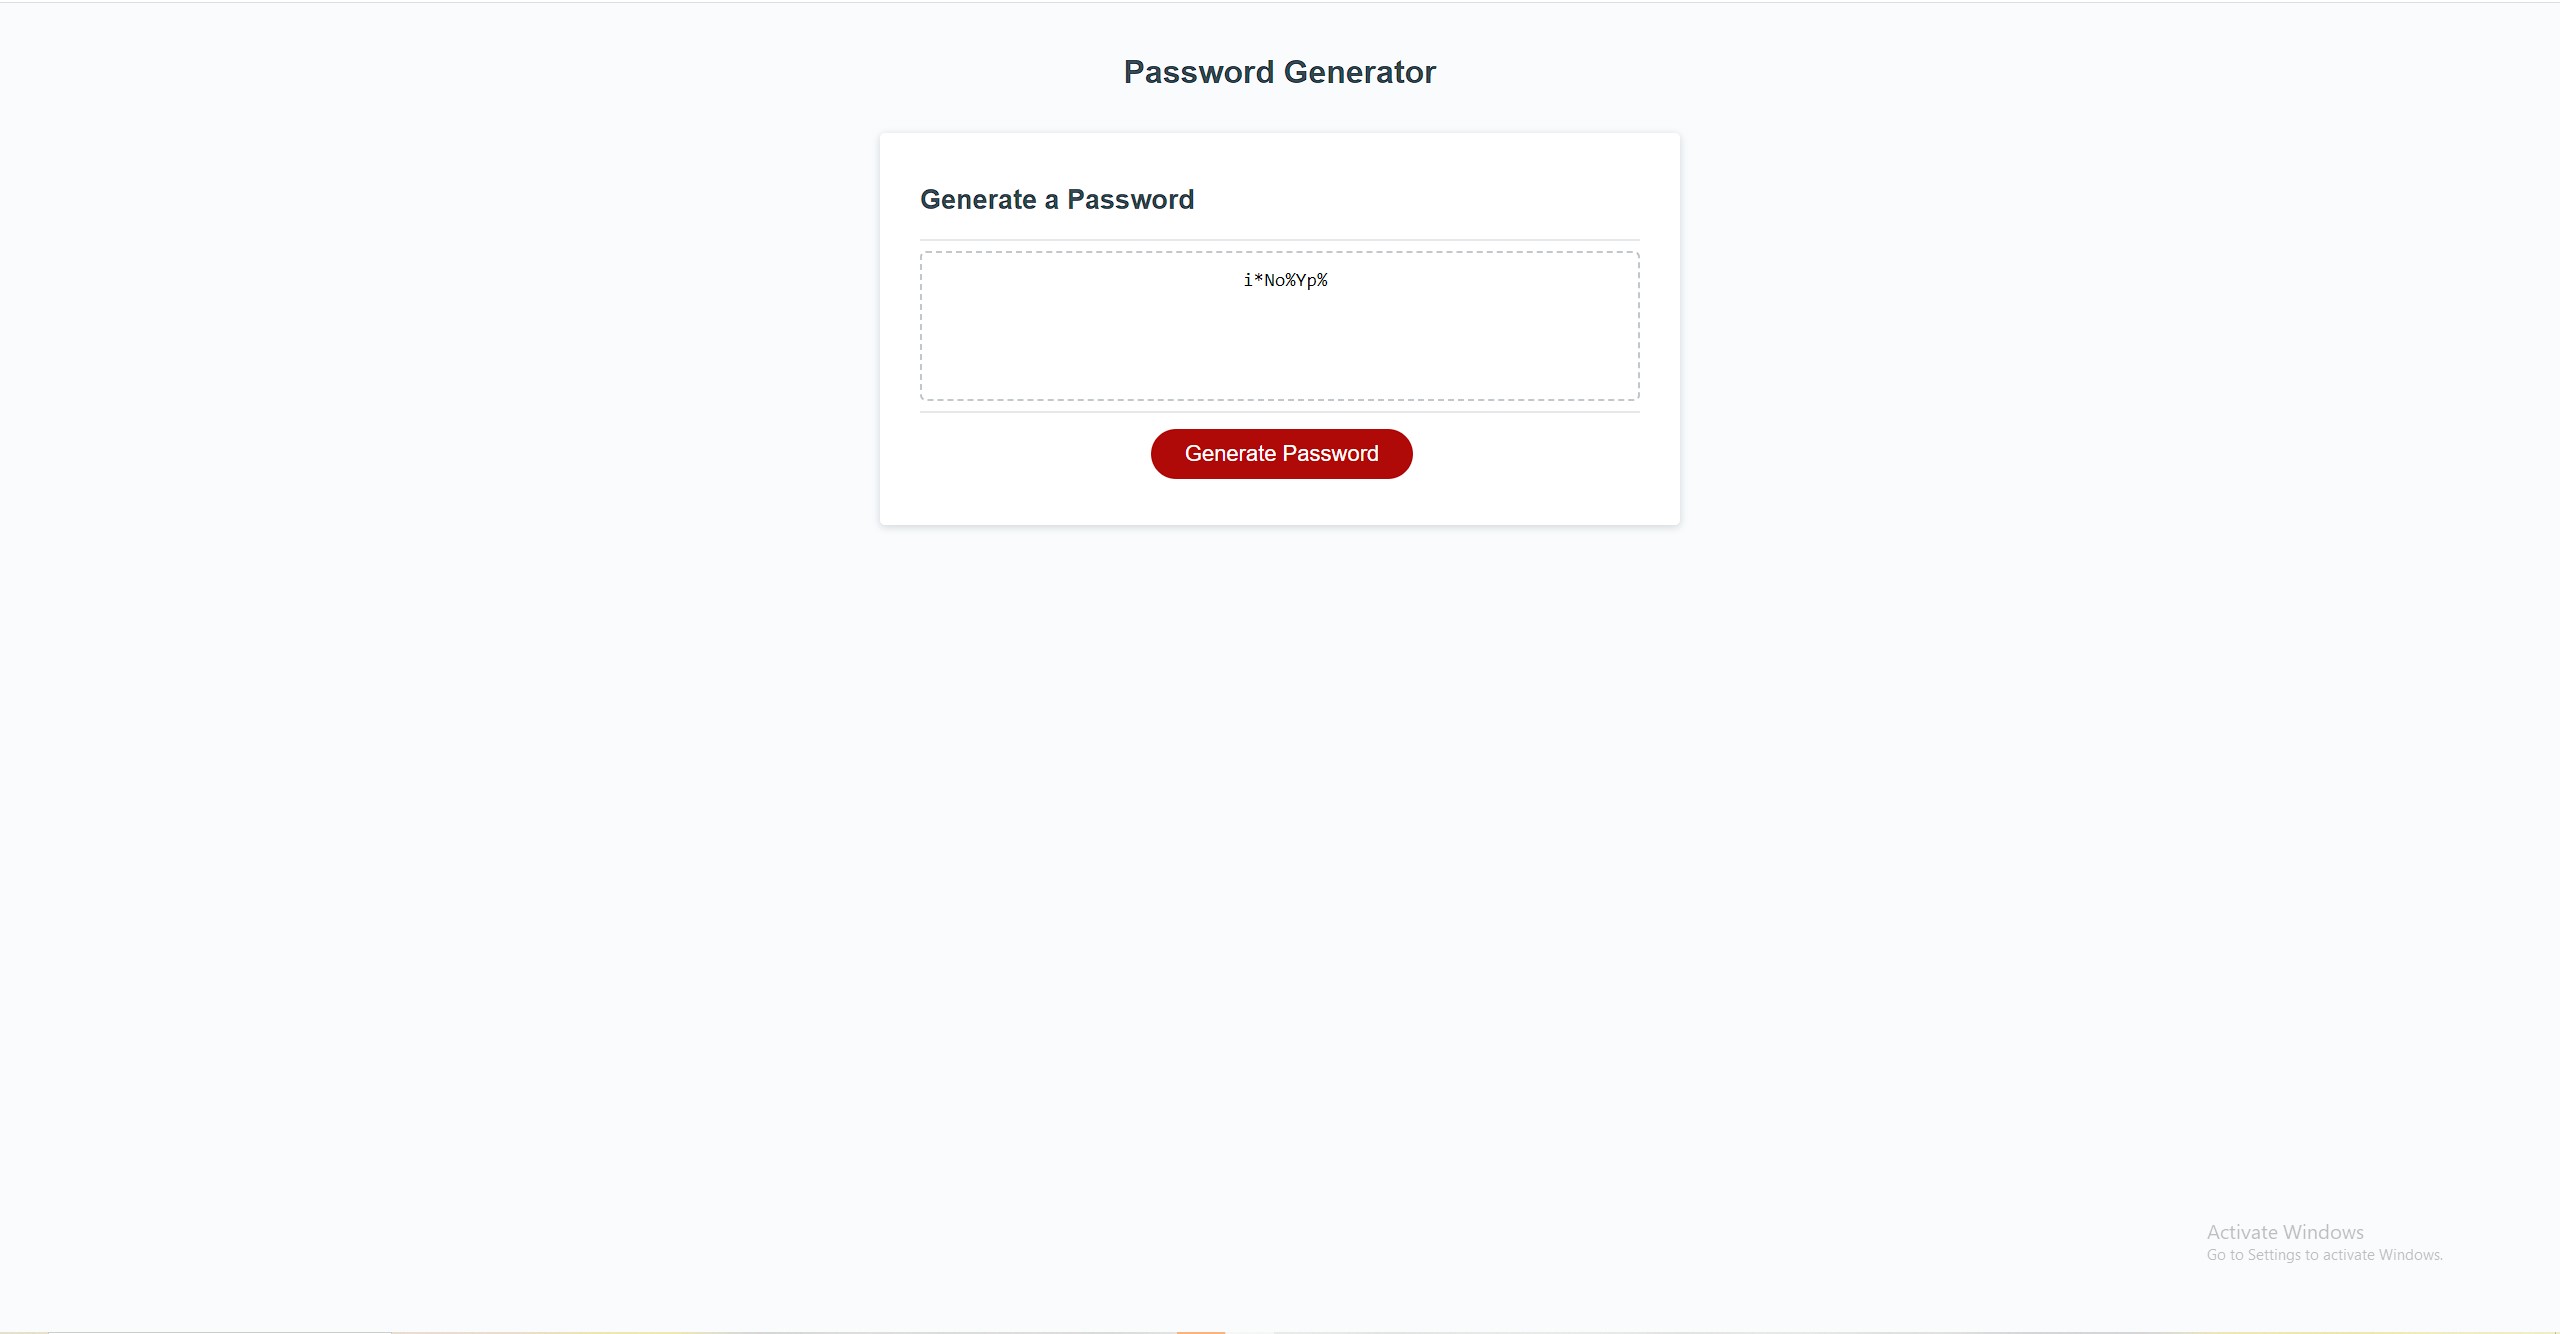 Password Generator
Generate a Password
i*No%Yp%
Generate Password
Activate Windows
Go to Settings to activate Windows.